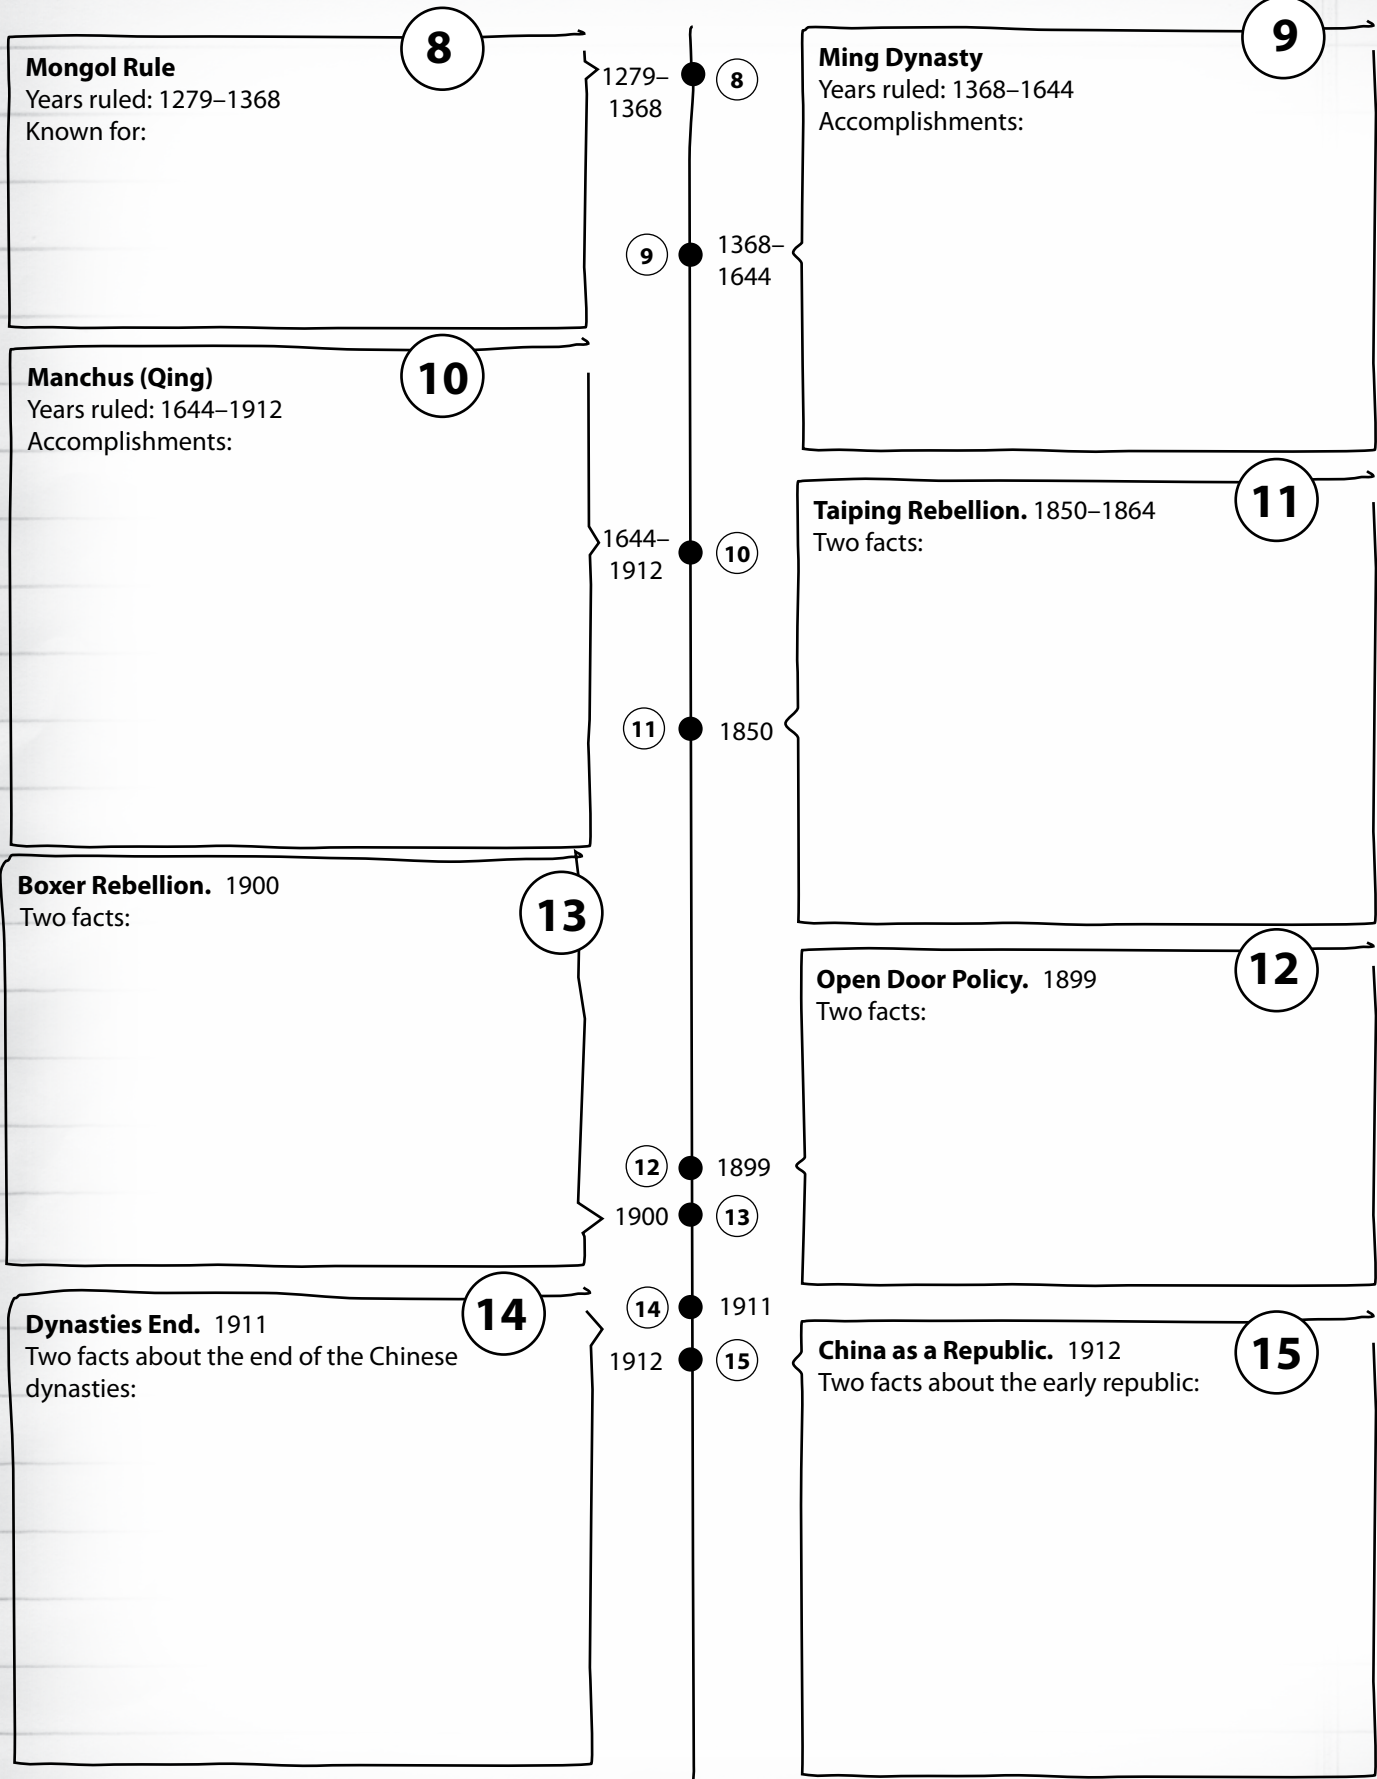 8
Mongol Rule
Years ruled: 1279–1368
Known for:
1279–
1368
8
9
Ming Dynasty
Years ruled: 1368–1644
Accomplishments:
9
1368–
1644
10
Manchus (Qing)
Years ruled: 1644–1912
Accomplishments:
1644–
1912
10
11
Taiping Rebellion. 1850–1864
Two facts:
11
1850
13
Boxer Rebellion. 1900
Two facts:
12
Open Door Policy. 1899
Two facts:
12
1899
1900
13
14
Dynasties End. 1911
Two facts about the end of the Chinese
dynasties:
14
1911
1912
15
15
China as a Republic. 1912
Two facts about the early republic: